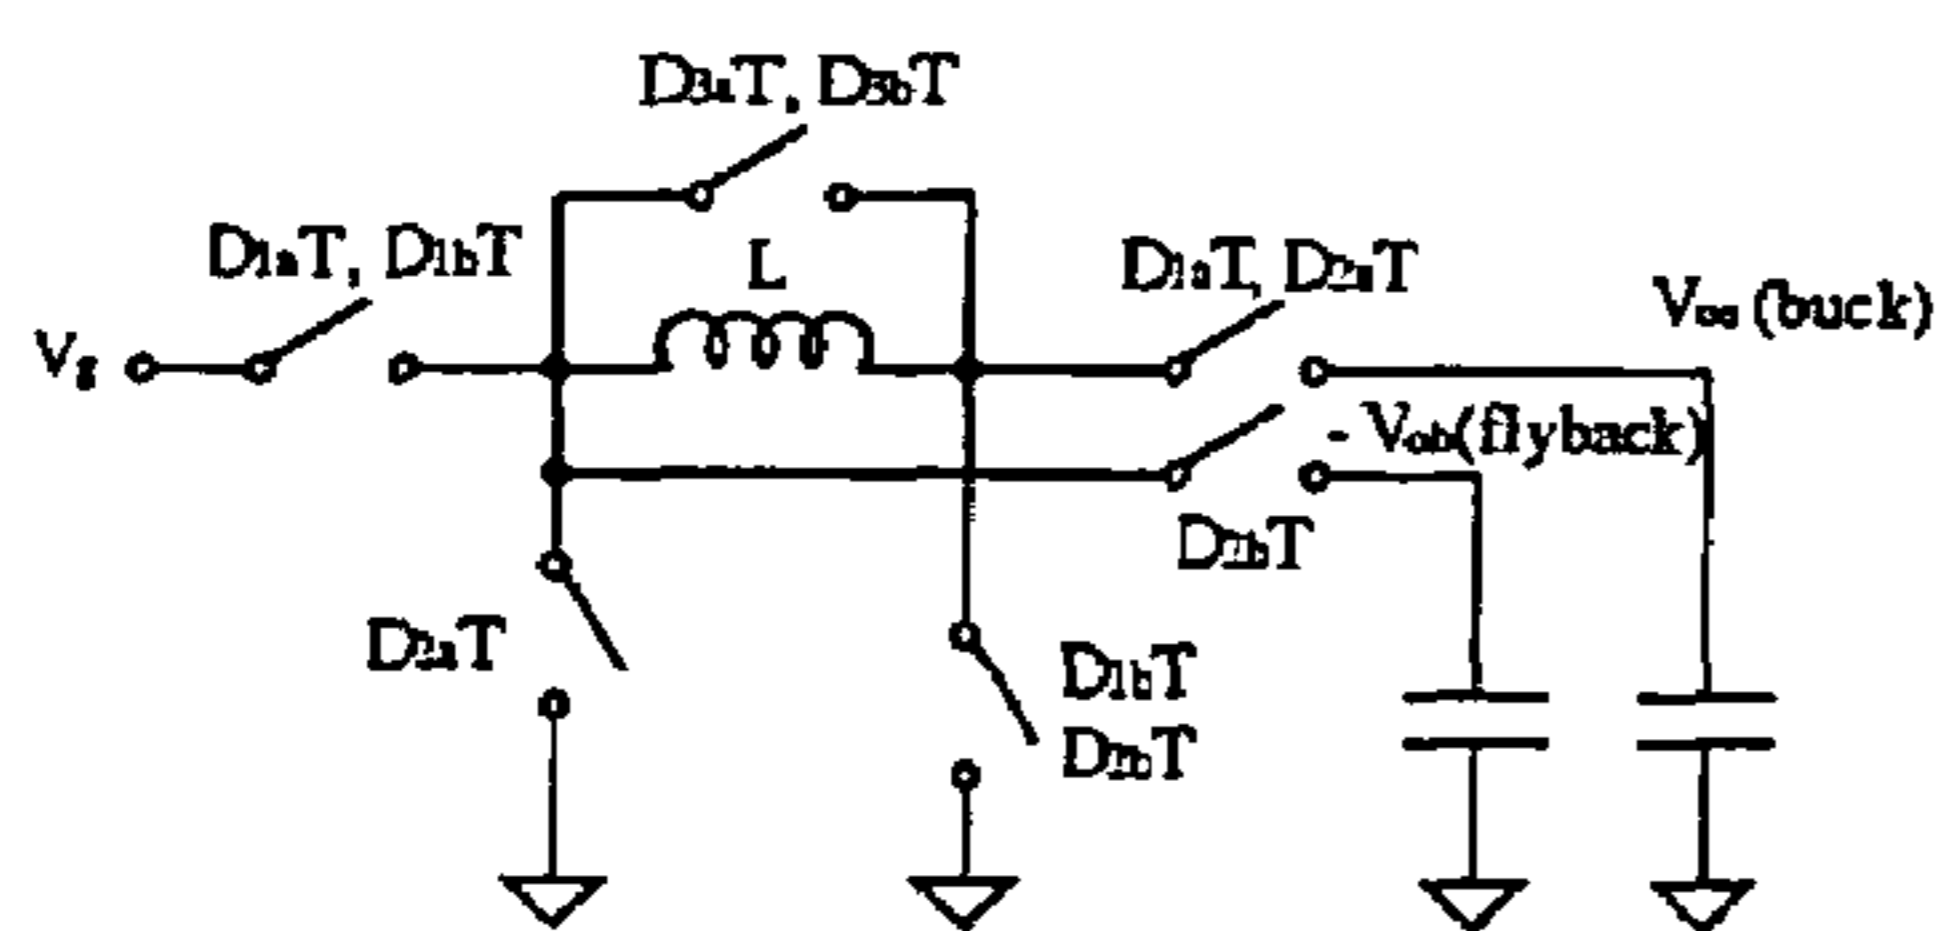 D3aT, D3bT
D1aT, D1bT
L
D1aT, D2aT
Vg
Voa (buck)
- Vob(flyback)
D2bT
D2aT
D1bT
D2bT